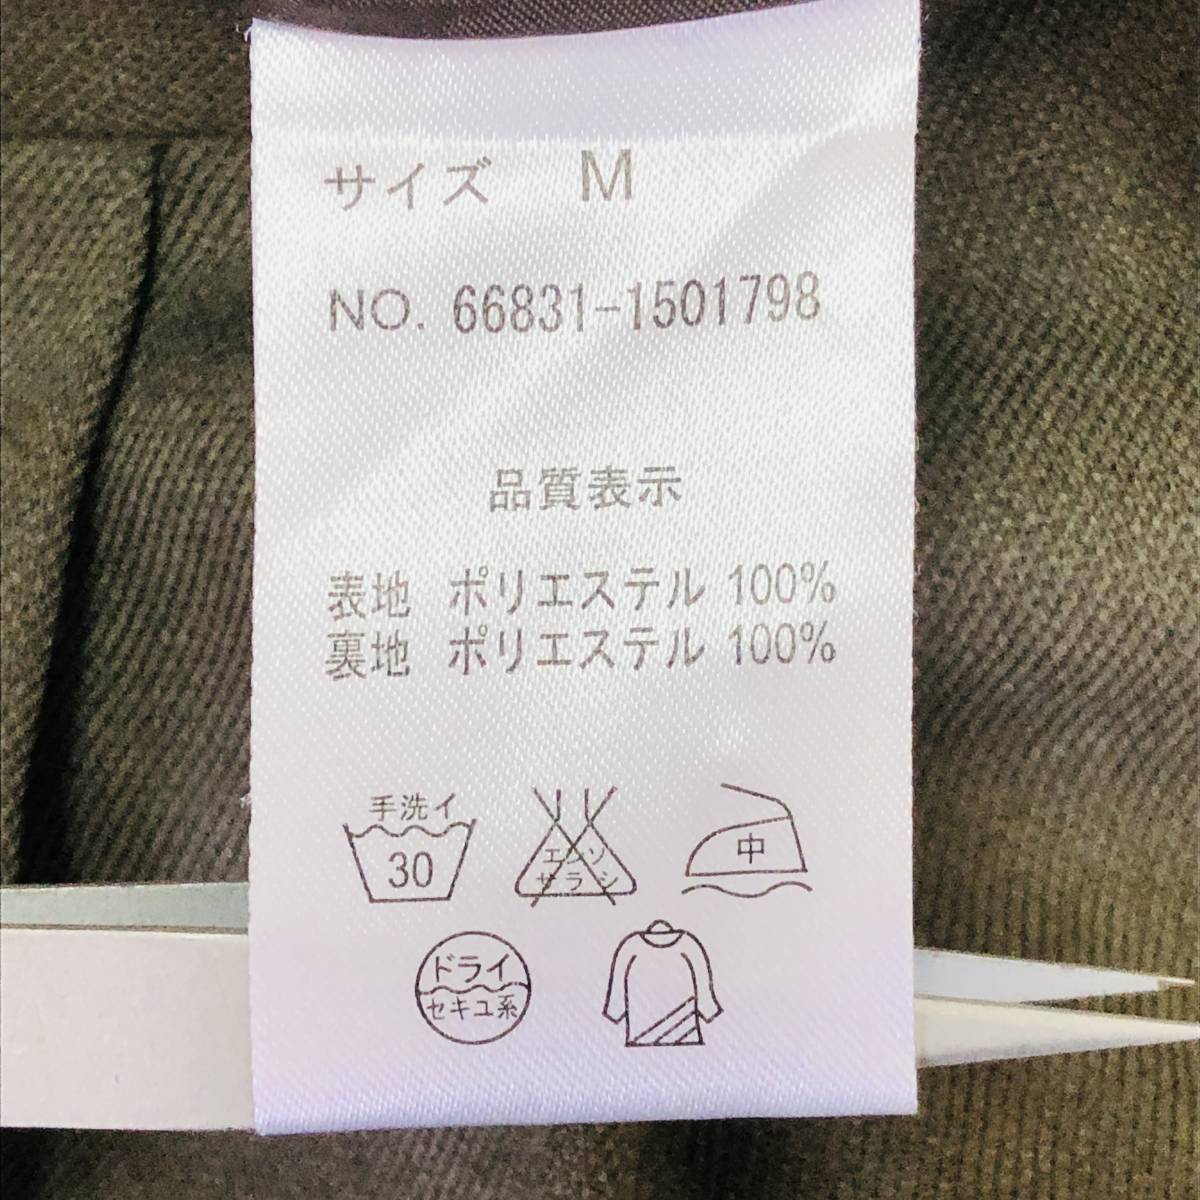 サイズ M
NO. 66831-1501798
品質表示
表地 ポリエステル 100%
裏地 ポリエステル 100%
手洗イ
30
エンソ
サラシ
中
ドライ
セキユ系